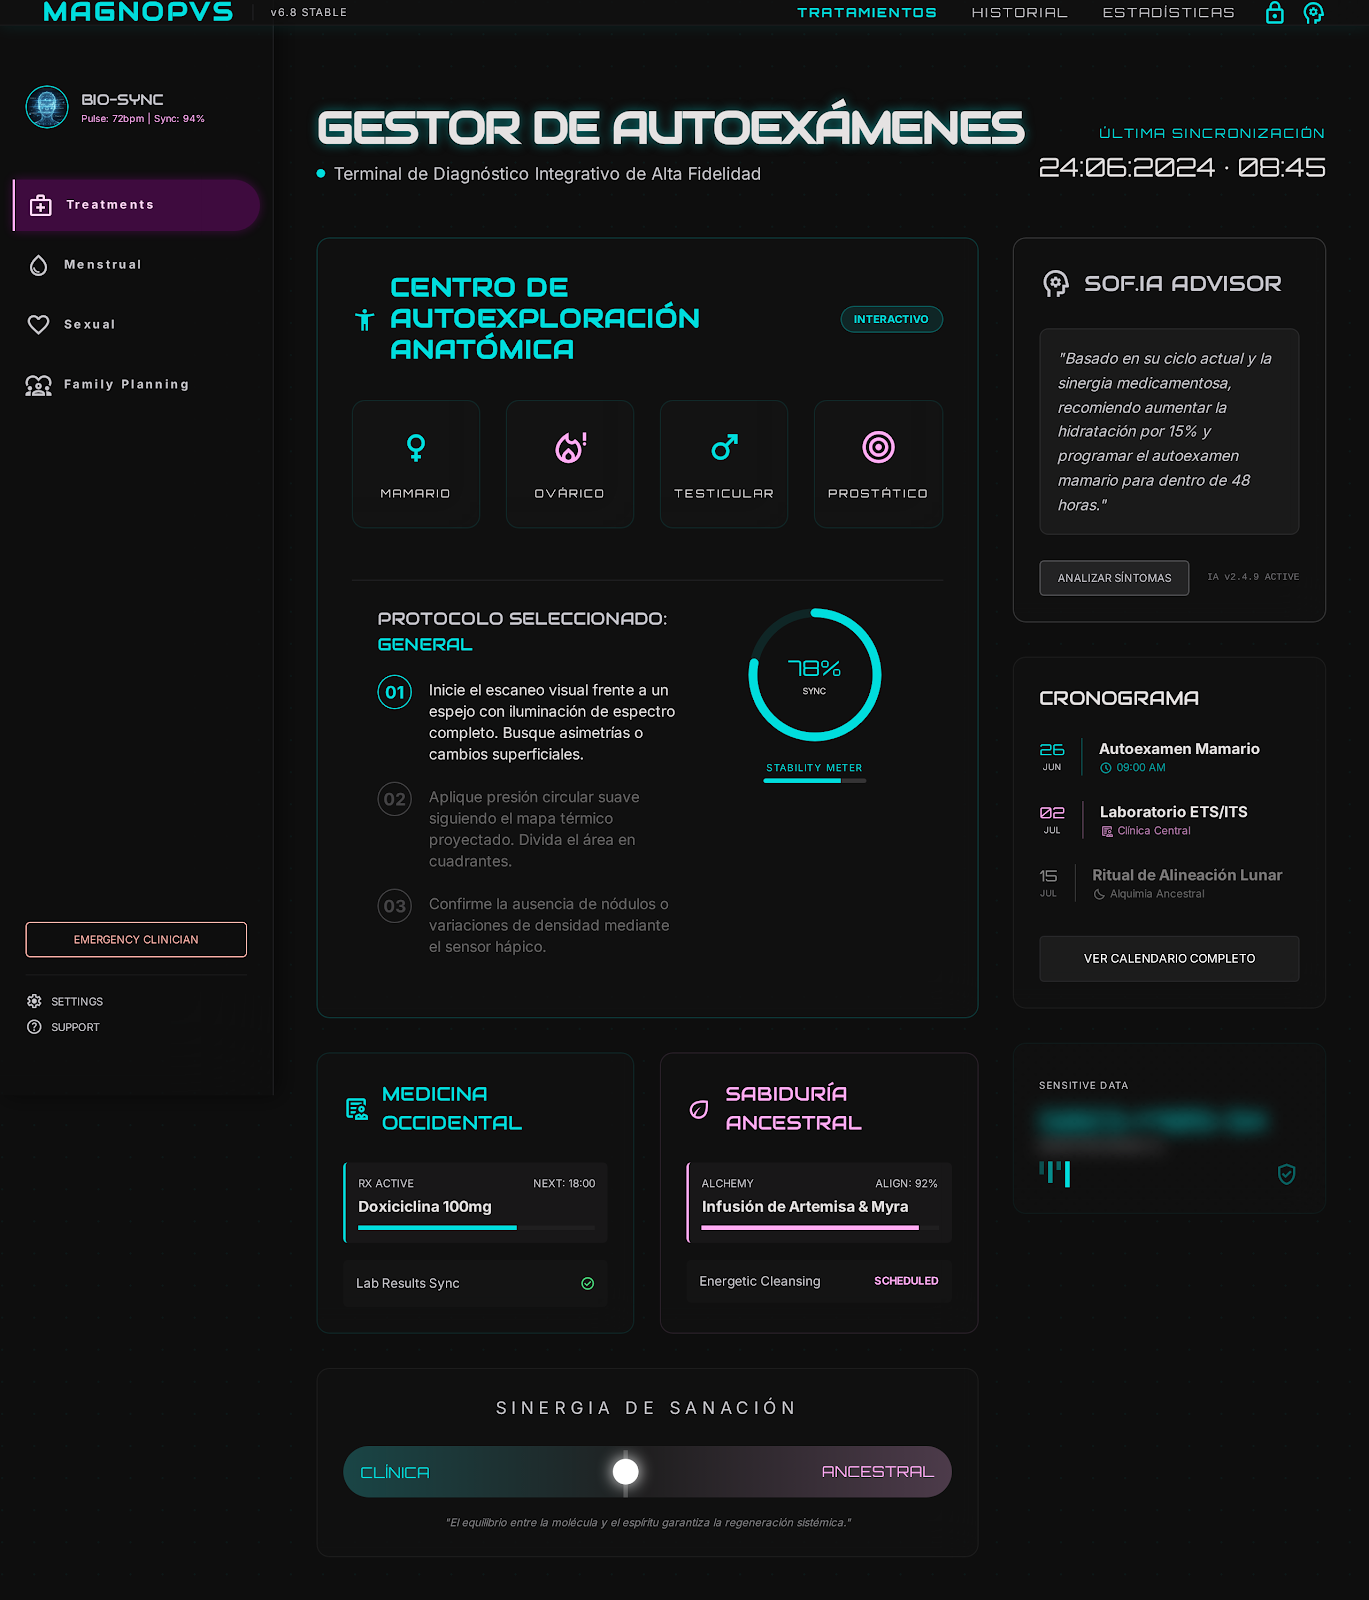 MAGNOPVS
v6.8 STABLE
TRATAMIENTOS
HISTORIAL
ESTADÍSTICAS
BIO-SYNC
Pulse: 72bpm | Sync: 94%
Treatments
Menstrual
Sexual
Family Planning
EMERGENCY CLINICIAN
SETTINGS
SUPPORT
GESTOR DE AUTOEXÁMENES
Terminal de Diagnóstico Integrativo de Alta Fidelidad
ÚLTIMA SINCRONIZACIÓN
24:06:2024 · 08:45
CENTRO DE
AUTOEXPLORACIÓN
ANATÓMICA
INTERACTIVO
MAMARIO
OVÁRICO
TESTICULAR
PROSTÁTICO
PROTOCOLO SELECCIONADO:
GENERAL
01
Inicie el escaneo visual frente a un
espejo con iluminación de espectro
completo. Busque asimetrías o
cambios superficiales.
02
Aplique presión circular suave
siguiendo el mapa térmico
proyectado. Divida el área en
cuadrantes.
03
Confirme la ausencia de nódulos o
variaciones de densidad mediante
el sensor hápico.
78%
SYNC
STABILITY METER
SOF.IA ADVISOR
"Basado en su ciclo actual y la
sinergia medicamentosa,
recomiendo aumentar la
hidratación por 15% y
programar el autoexamen
mamario para dentro de 48
horas."
ANALIZAR SÍNTOMAS
IA v2.4.9 ACTIVE
CRONOGRAMA
26
JUN
Autoexamen Mamario
09:00 AM
02
JUL
Laboratorio ETS/ITS
Clínica Central
15
JUL
Ritual de Alineación Lunar
Alquimia Ancestral
VER CALENDARIO COMPLETO
SENSITIVE DATA
MEDICINA
OCCIDENTAL
RX ACTIVE
NEXT: 18:00
Doxiciclina 100mg
Lab Results Sync
SABIDURÍA
ANCESTRAL
ALCHEMY
ALIGN: 92%
Infusión de Artemisa & Myra
Energetic Cleansing
SCHEDULED
SINERGIA DE SANACIÓN
CLÍNICA
ANCESTRAL
"El equilibrio entre la molécula y el espíritu garantiza la regeneración sistémica."